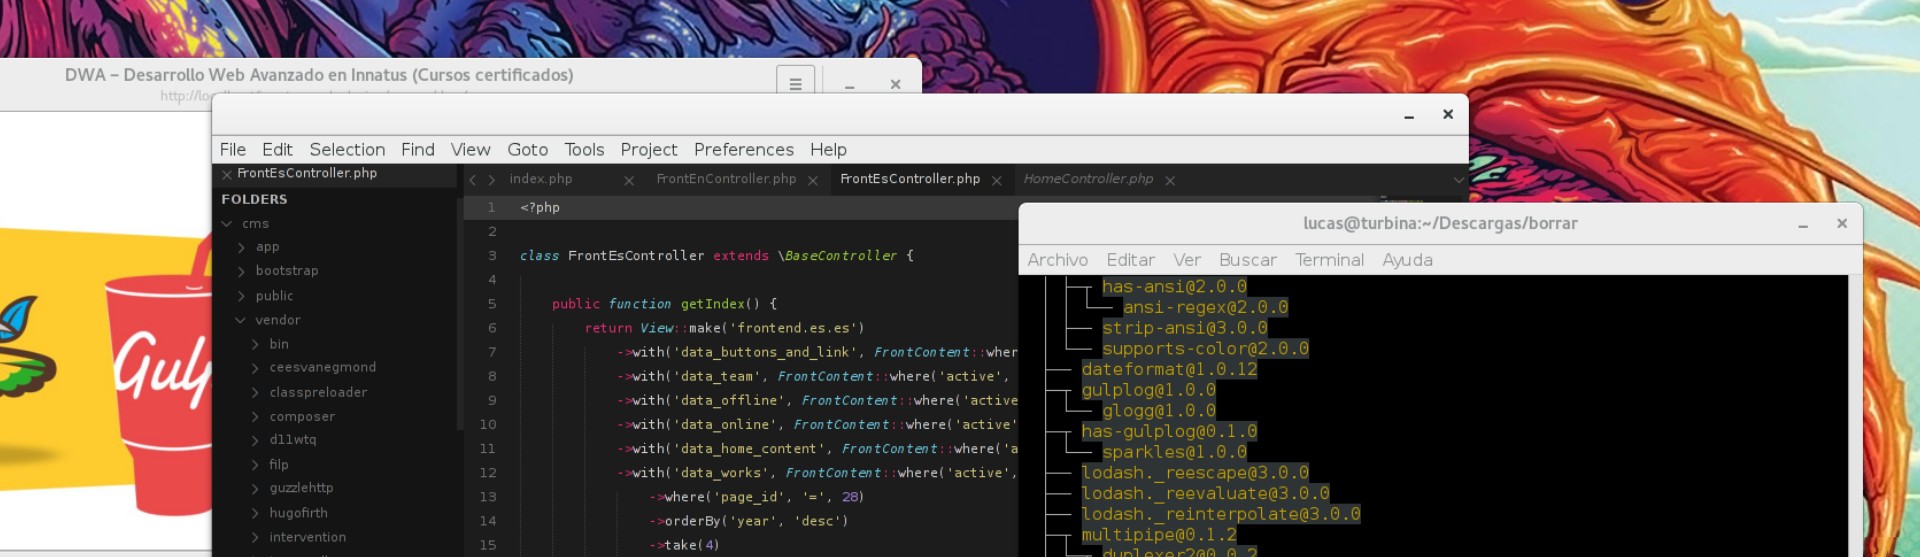 DWA – Desarrollo Web Avanzado en Innatus (Cursos certificados)
File Edit Selection Find View Goto Tools Project Preferences Help
FrontEsController.php
FOLDERS
cms
app
bootstrap
public
vendor
bin
ceesvanegmond
classpreloader
composer
d11wtq
filp
guzzlehttp
hugofirth
intervention
index.php FrontEnController.php FrontEsController.php HomeController.php
1 <?php
2
3 class FrontEsController extends \BaseController {
4
5 public function getIndex() {
6 return View::make('frontend.es.es')
7 ->with('data_buttons_and_link', FrontContent::wher
8 ->with('data_team', FrontContent::where('active',
9 ->with('data_offline', FrontContent::where('active
10 ->with('data_online', FrontContent::where('active'
11 ->with('data_home_content', FrontContent::where('a
12 ->with('data_works', FrontContent::where('active',
13 ->where('page_id', '=', 28)
14 ->orderBy('year', 'desc')
15 ->take(4)
lucas@turbina:~/Descargas/borrar
Archivo Editar Ver Buscar Terminal Ayuda
has-ansi@2.0.0
ansi-regex@2.0.0
strip-ansi@3.0.0
supports-color@2.0.0
dateformat@1.0.12
gulplog@1.0.0
glogg@1.0.0
has-gulplog@0.1.0
sparkles@1.0.0
lodash._reescape@3.0.0
lodash._reevaluate@3.0.0
lodash._reinterpolate@3.0.0
multipipe@0.1.2
duplexer2@0.0.2